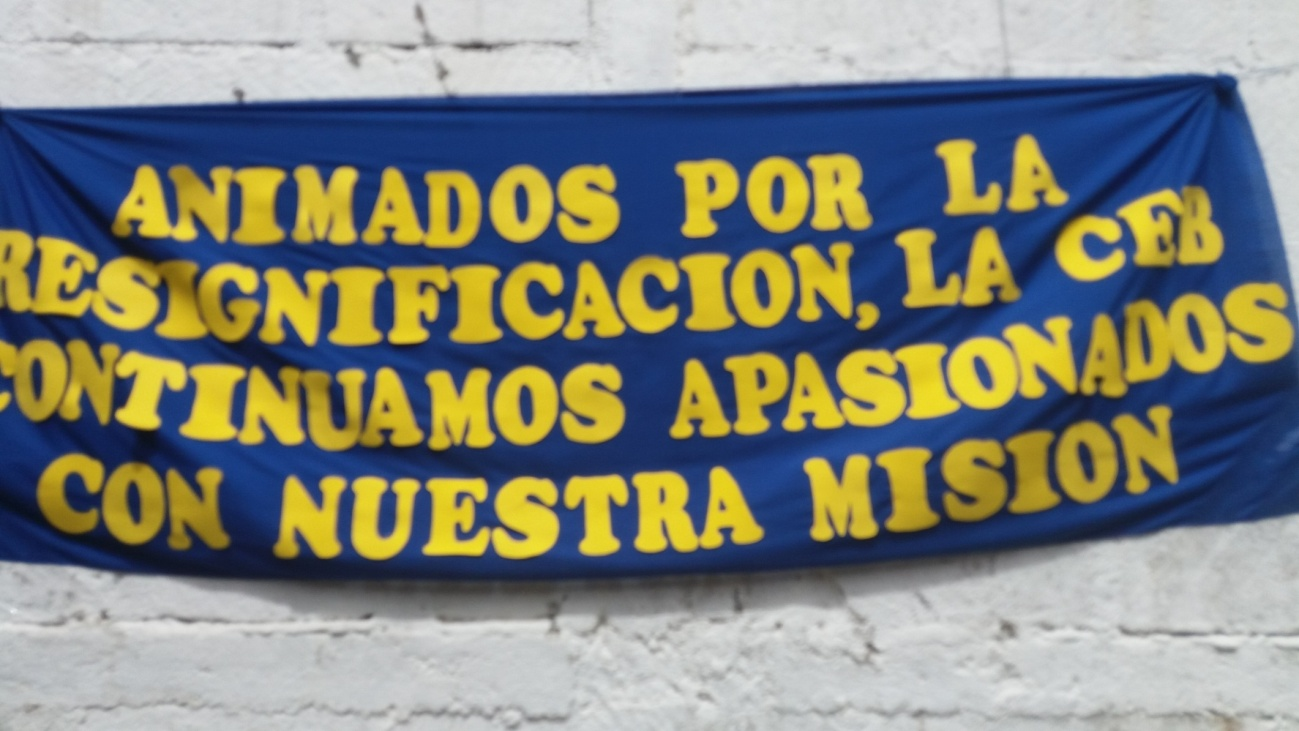 ANIMADOS POR LA
RESIGNIFICACION, LA CEB
CONTINUAMOS APASIONADOS
CON NUESTRA MISION